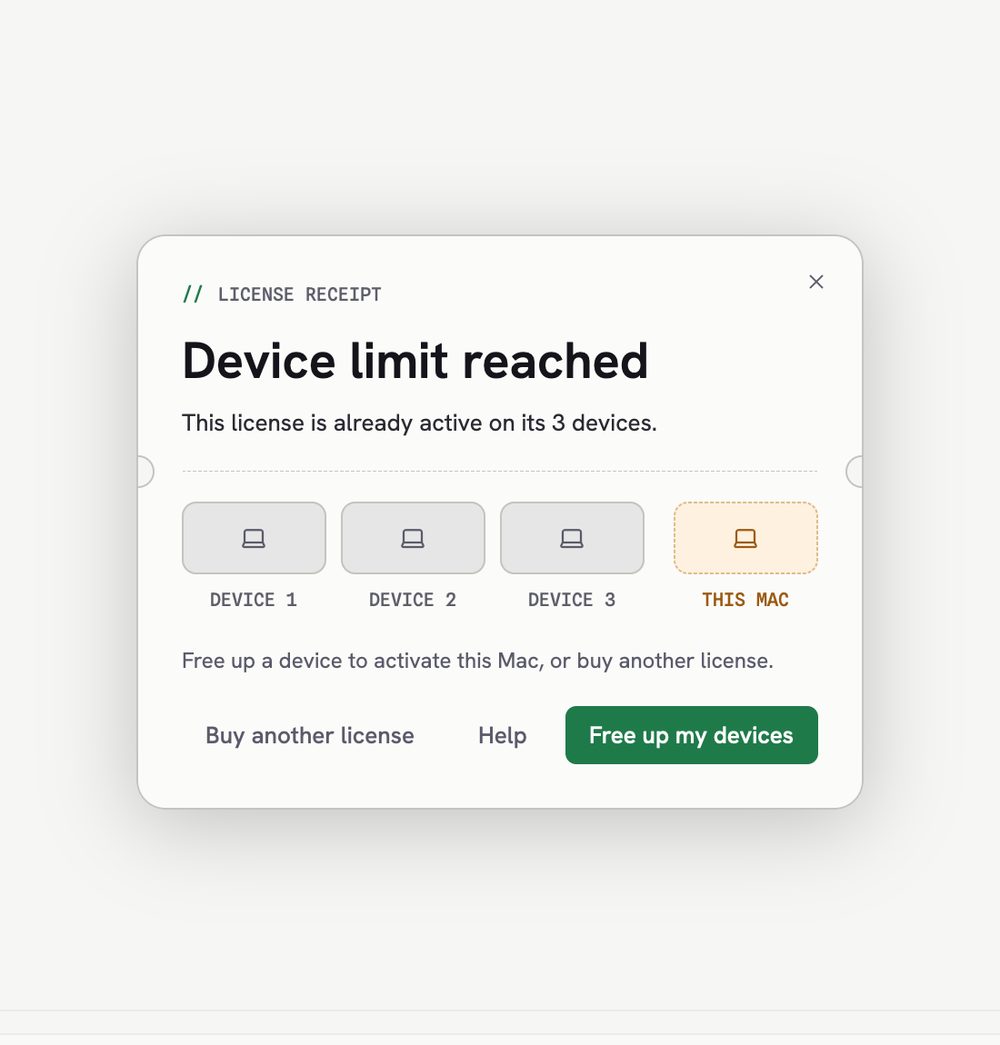 // LICENSE RECEIPT
Device limit reached
This license is already active on its 3 devices.
DEVICE 1 DEVICE 2 DEVICE 3 THIS MAC
Free up a device to activate this Mac, or buy another license.
Buy another license Help Free up my devices